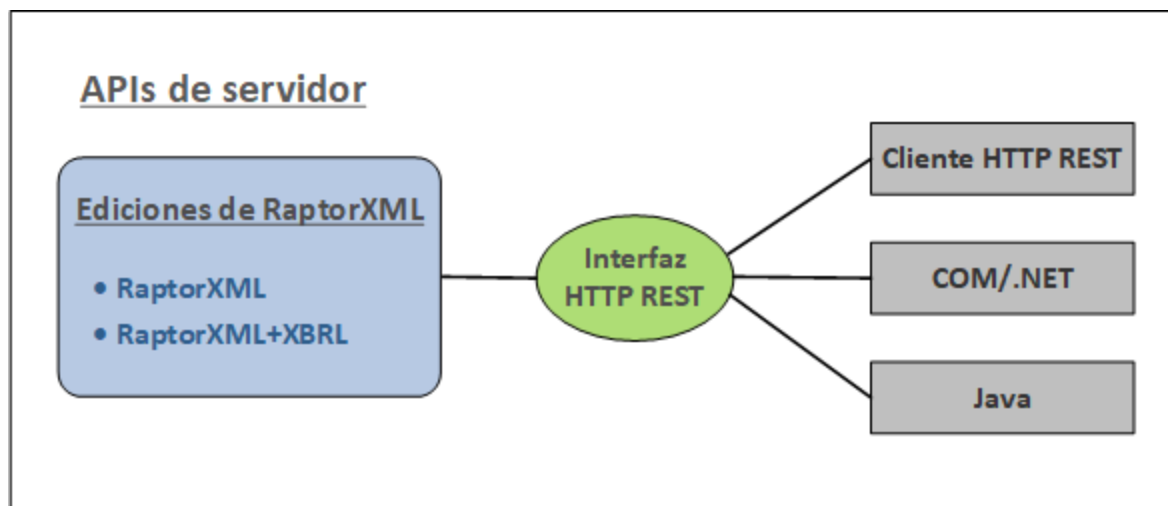 APIs de servidor
Ediciones de RaptorXML
• RaptorXML
• RaptorXML+XBRL
Interfaz
HTTP REST
Cliente HTTP REST
COM/.NET
Java